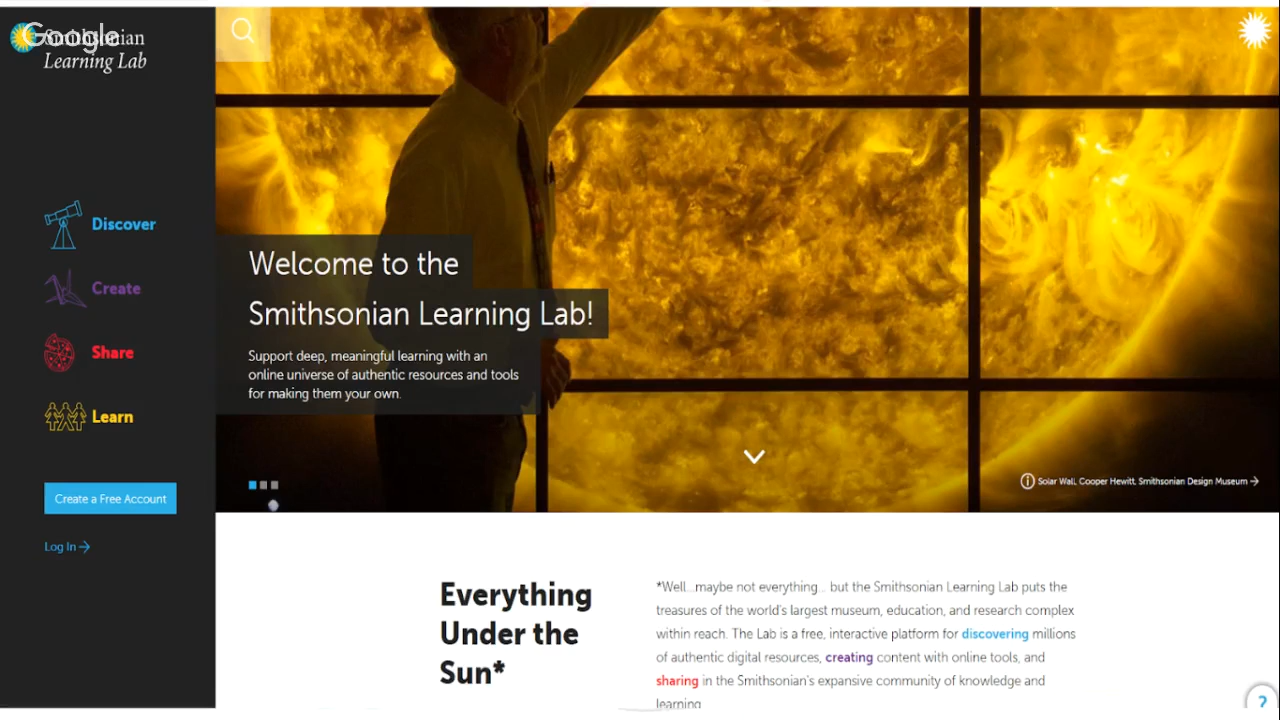 Google
Smithsonian
Learning Lab
Discover
Create
Share
Learn
Create a Free Account
Log In
Welcome to the
Smithsonian Learning Lab!
Support deep, meaningful learning with an
online universe of authentic resources and tools
for making them your own.
Solar Wall, Cooper Hewitt, Smithsonian Design Museum
Everything
Under the
Sun*
*Well...maybe not everything... but the Smithsonian Learning Lab puts the
treasures of the world's largest museum, education, and research complex
within reach. The Lab is a free, interactive platform for discovering millions
of authentic digital resources, creating content with online tools, and
sharing in the Smithsonian's expansive community of knowledge and
learning
?